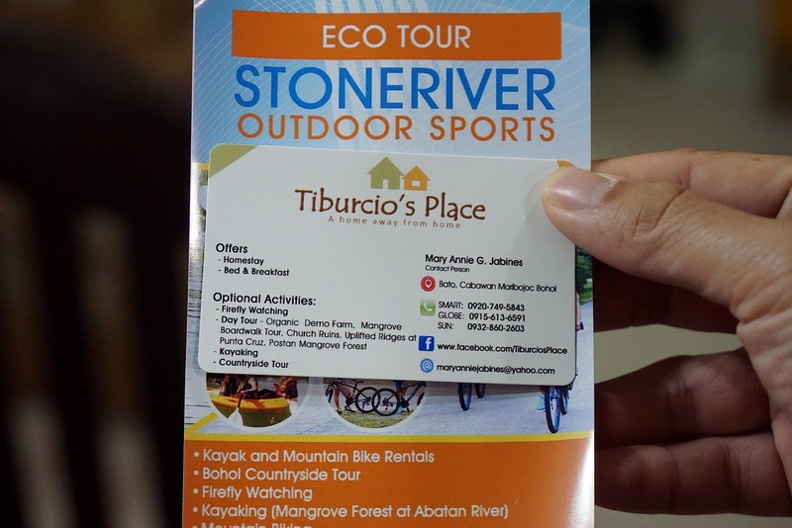 ECO TOUR
STONERIVER
OUTDOOR SPORTS
Tiburcio's Place
A home away from home
Offers
- Homestay
- Bed & Breakfast
Optional Activities:
- Firefly Watching
- Day Tour - Organic Demo Farm, Mangrove
Boardwalk Tour, Church Ruins, Uplifted Ridges at
Punta Cruz, Postan Mangrove Forest
- Kayaking
- Countryside Tour
Mary Annie G. Jabines
Contact Person
Bato, Cabawan Maribojoc Bohol
SMART: 0920-749-5843
GLOBE: 0915-613-6591
SUN: 0932-860-2603
www.facebook.com/TiburciosPlace
maryanniejabines@yahoo.com
• Kayak and Mountain Bike Rentals
• Bohol Countryside Tour
• Firefly Watching
• Kayaking (Mangrove Forest at Abatan River)
• Mountain Biking